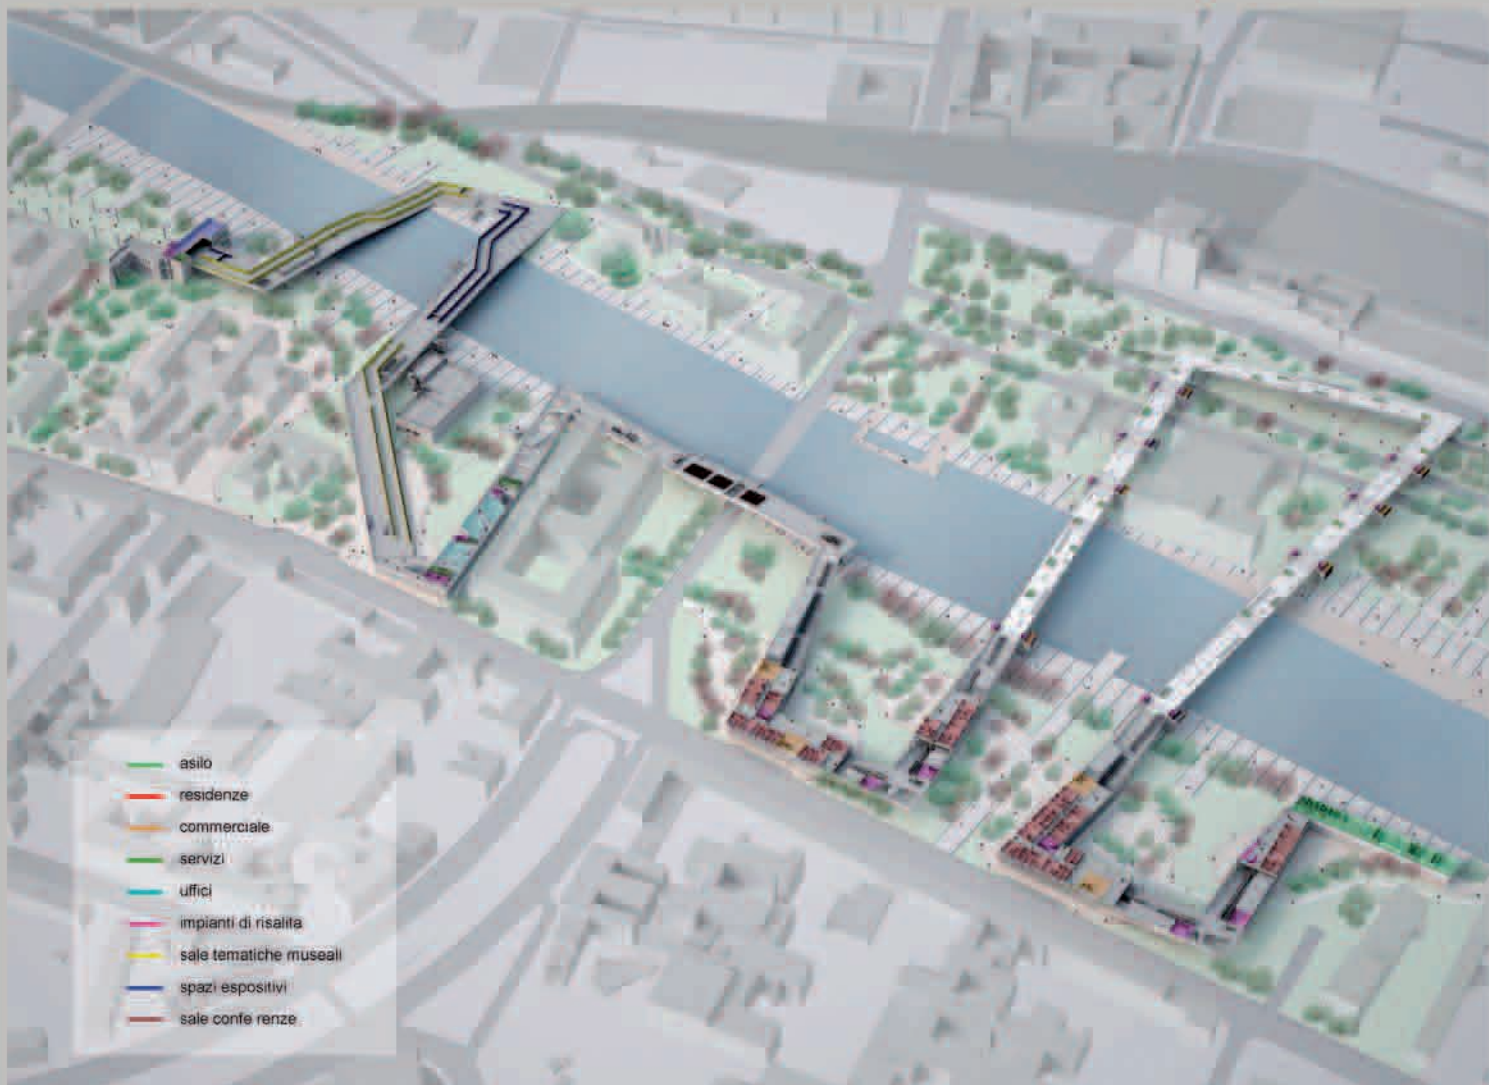 asilo
residenze
commerciale
servizi
uffici
impianti di risalita
sale tematiche museali
spazi espositivi
sale confe renze